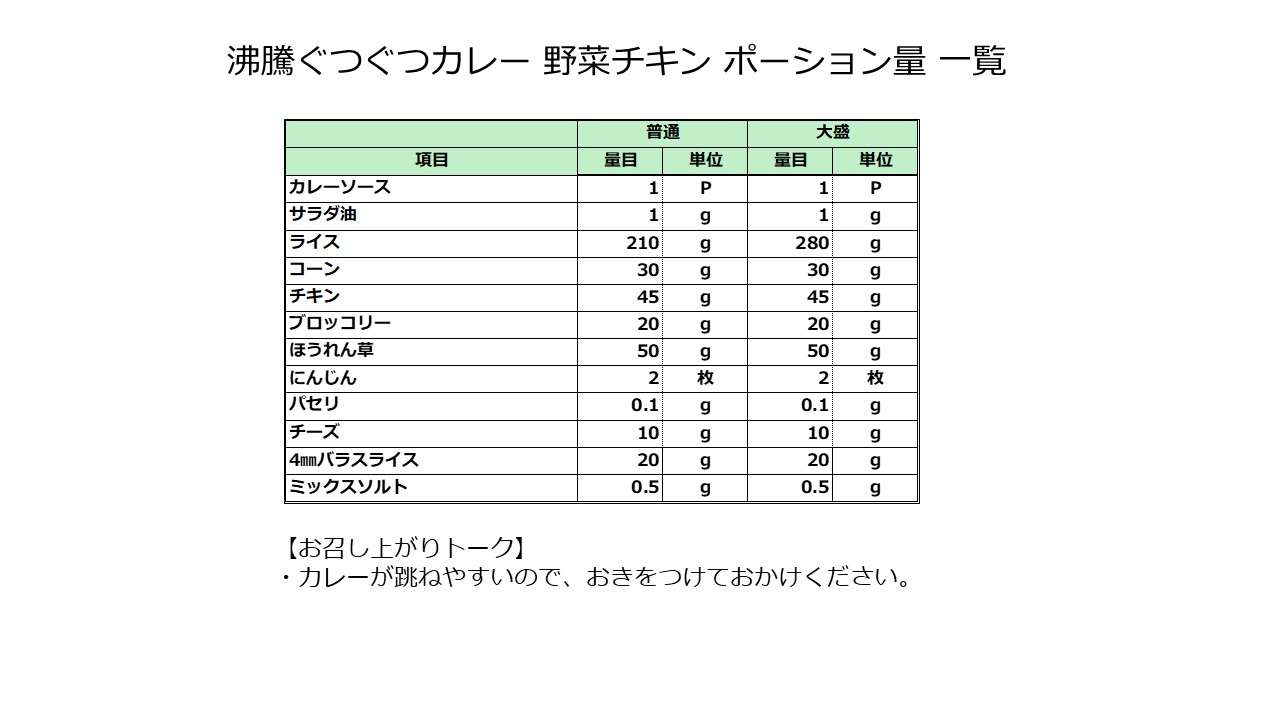 沸騰ぐつぐつカレー 野菜チキン ポーション量 一覧
普通 大盛
項目 量目 単位 量目 単位
カレーソース 1 P 1 P
サラダ油 1 g 1 g
ライス 210 g 280 g
コーン 30 g 30 g
チキン 45 g 45 g
ブロッコリー 20 g 20 g
ほうれん草 50 g 50 g
にんじん 2 枚 2 枚
パセリ 0.1 g 0.1 g
チーズ 10 g 10 g
4㎜バラスライス 20 g 20 g
ミックスソルト 0.5 g 0.5 g
【お召し上がりトーク】
・カレーが跳ねやすいので、おきをつけておかけください。